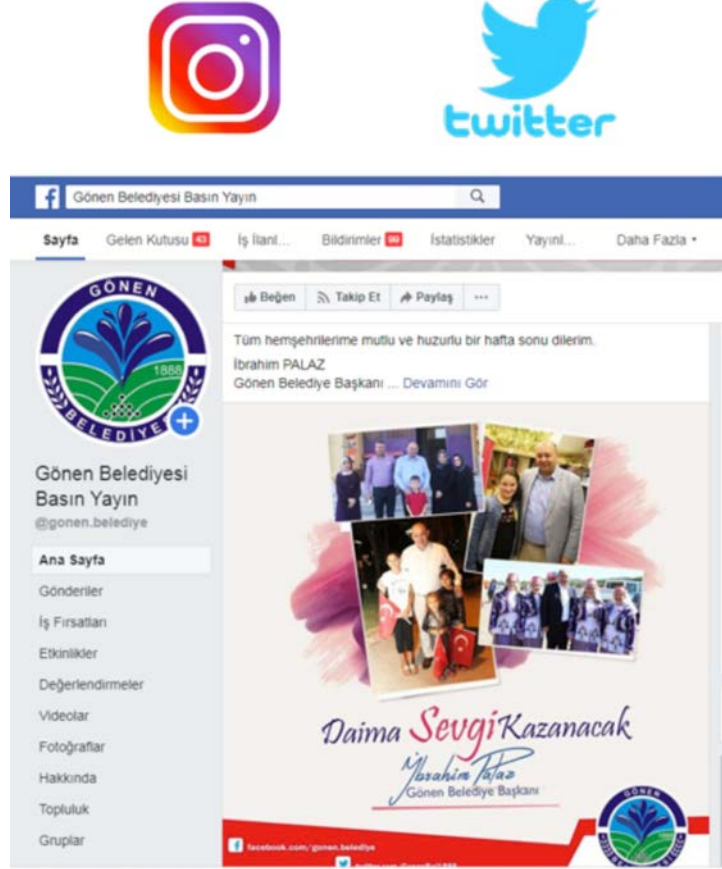 twitter
Gönen Belediyesi Basın Yayın
Sayfa Gelen Kutusu 43 İş İlanl... Bildirimler 99 İstatistikler Yayınl... Daha Fazla
GÖNEN
1888
BELEDİYESİ
Beğen Takip Et Paylaş ...
Tüm hemşehrilerime mutlu ve huzurlu bir hafta sonu dilerim.
İbrahim PALAZ
Gönen Belediye Başkanı ... Devamını Gör
Gönen Belediyesi
Basın Yayın
@gonen.belediye
Ana Sayfa
Gönderiler
İş Fırsatları
Etkinlikler
Değerlendirmeler
Videolar
Fotoğraflar
Hakkında
Topluluk
Gruplar
Daima Sevgi Kazanacak
İbrahim Palaz
Gönen Belediye Başkanı
GÖNEN
1888
facebook.com/gonen.belediye